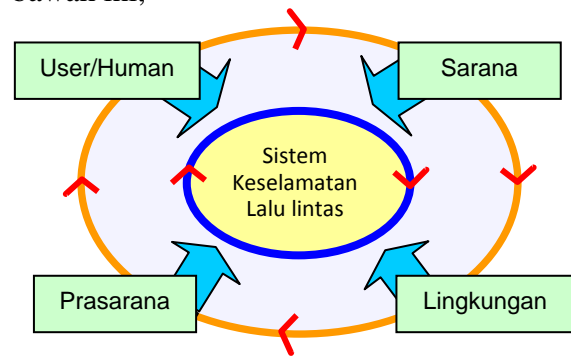 User/Human
Sarana
Sistem
Keselamatan
Lalu lintas
Prasarana
Lingkungan